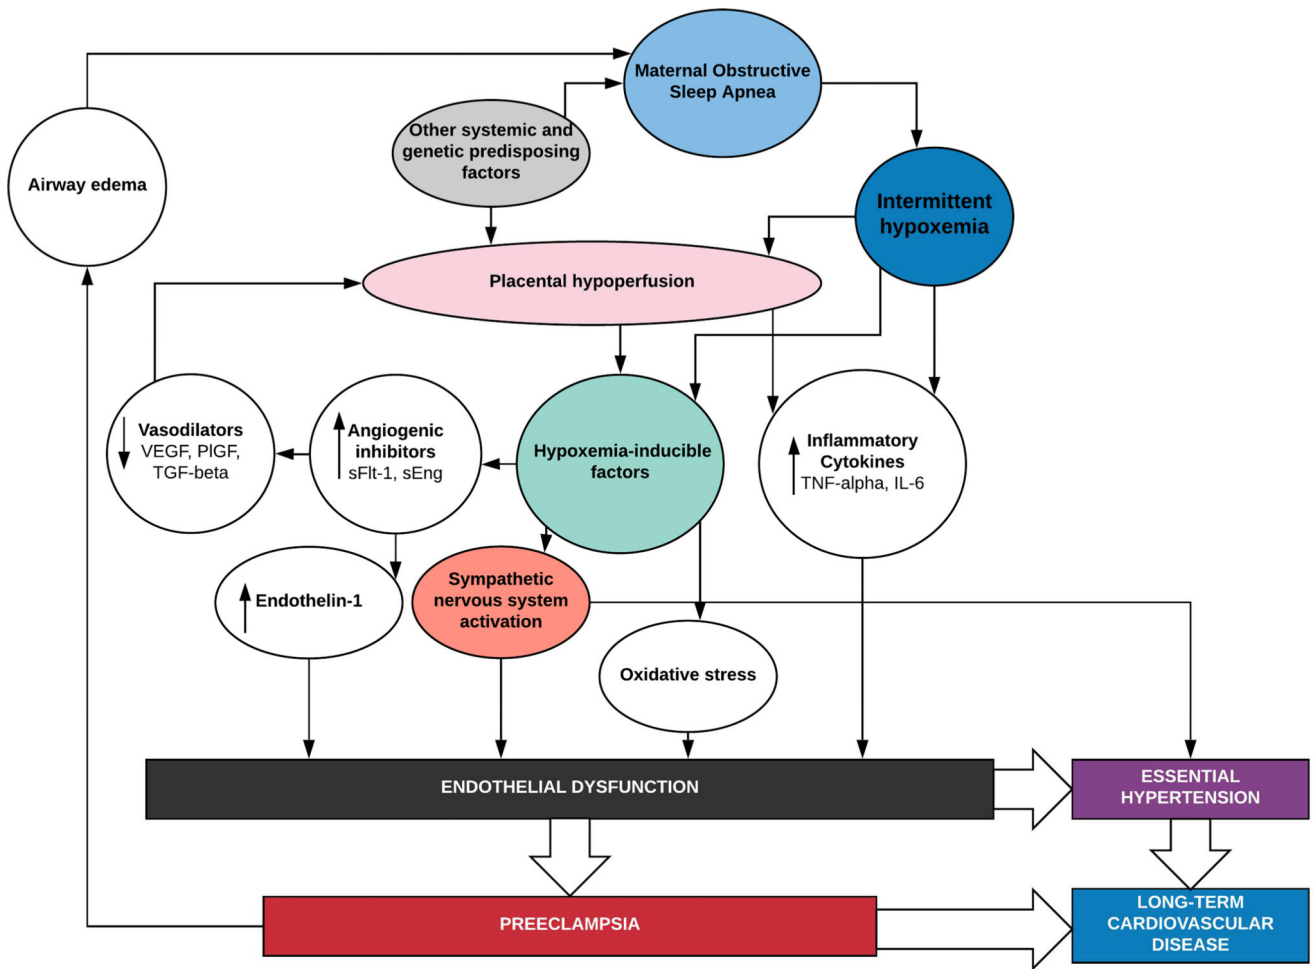 Maternal Obstructive
Sleep Apnea
Other systemic and
genetic predisposing
factors
Airway edema
Intermittent
hypoxemia
Placental hypoperfusion
Vasodilators
VEGF, PlGF,
TGF-beta
Angiogenic
inhibitors
sFlt-1, sEng
Hypoxemia-inducible
factors
Inflammatory
Cytokines
TNF-alpha, IL-6
Endothelin-1
Sympathetic
nervous system
activation
Oxidative stress
ENDOTHELIAL DYSFUNCTION
ESSENTIAL
HYPERTENSION
PREECLAMPSIA
LONG-TERM
CARDIOVASCULAR
DISEASE